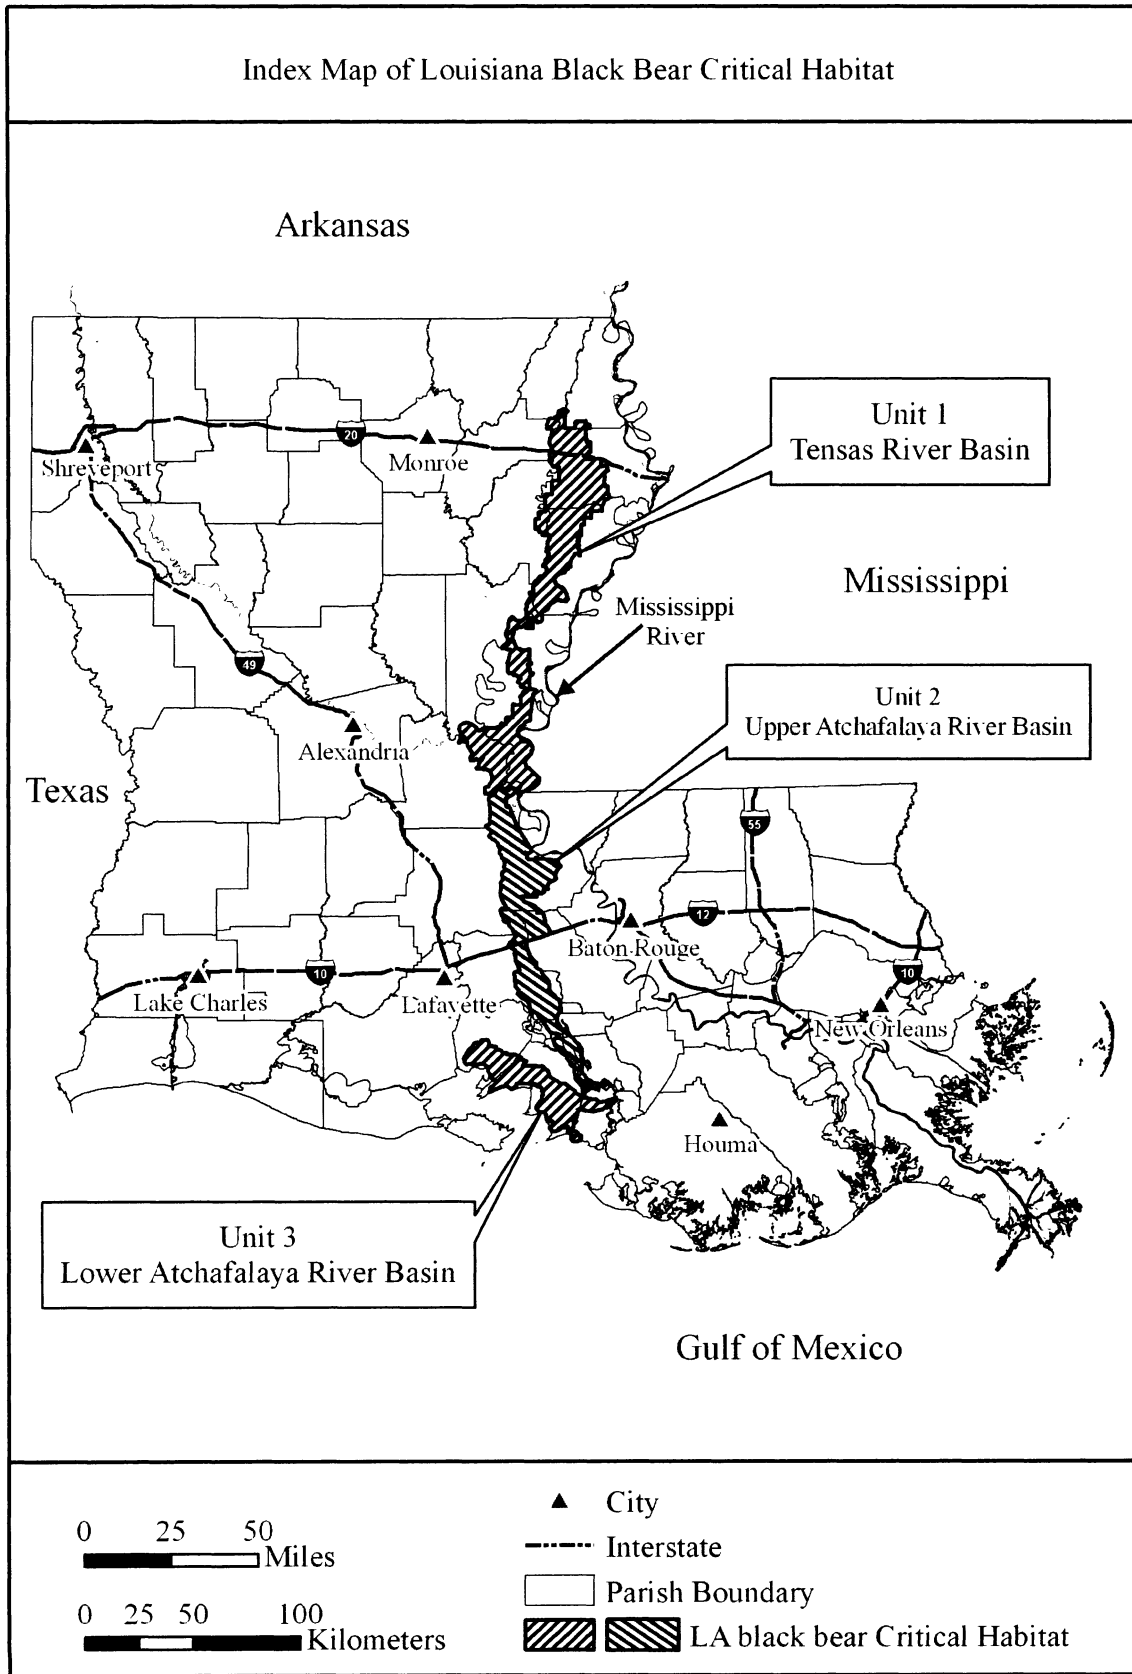 Index Map of Louisiana Black Bear Critical Habitat
Arkansas
Unit 1
Tensas River Basin
20
Shreveport
Monroe
Mississippi
Mississippi
River
49
Unit 2
Upper Atchafalaya River Basin
Alexandria
Texas
55
12
Baton Rouge
10
10
Lake Charles
Lafayette
New Orleans
Houma
Unit 3
Lower Atchafalaya River Basin
Gulf of Mexico
City
0 25 50
Miles
Interstate
Parish Boundary
0 25 50 100
Kilometers
LA black bear Critical Habitat